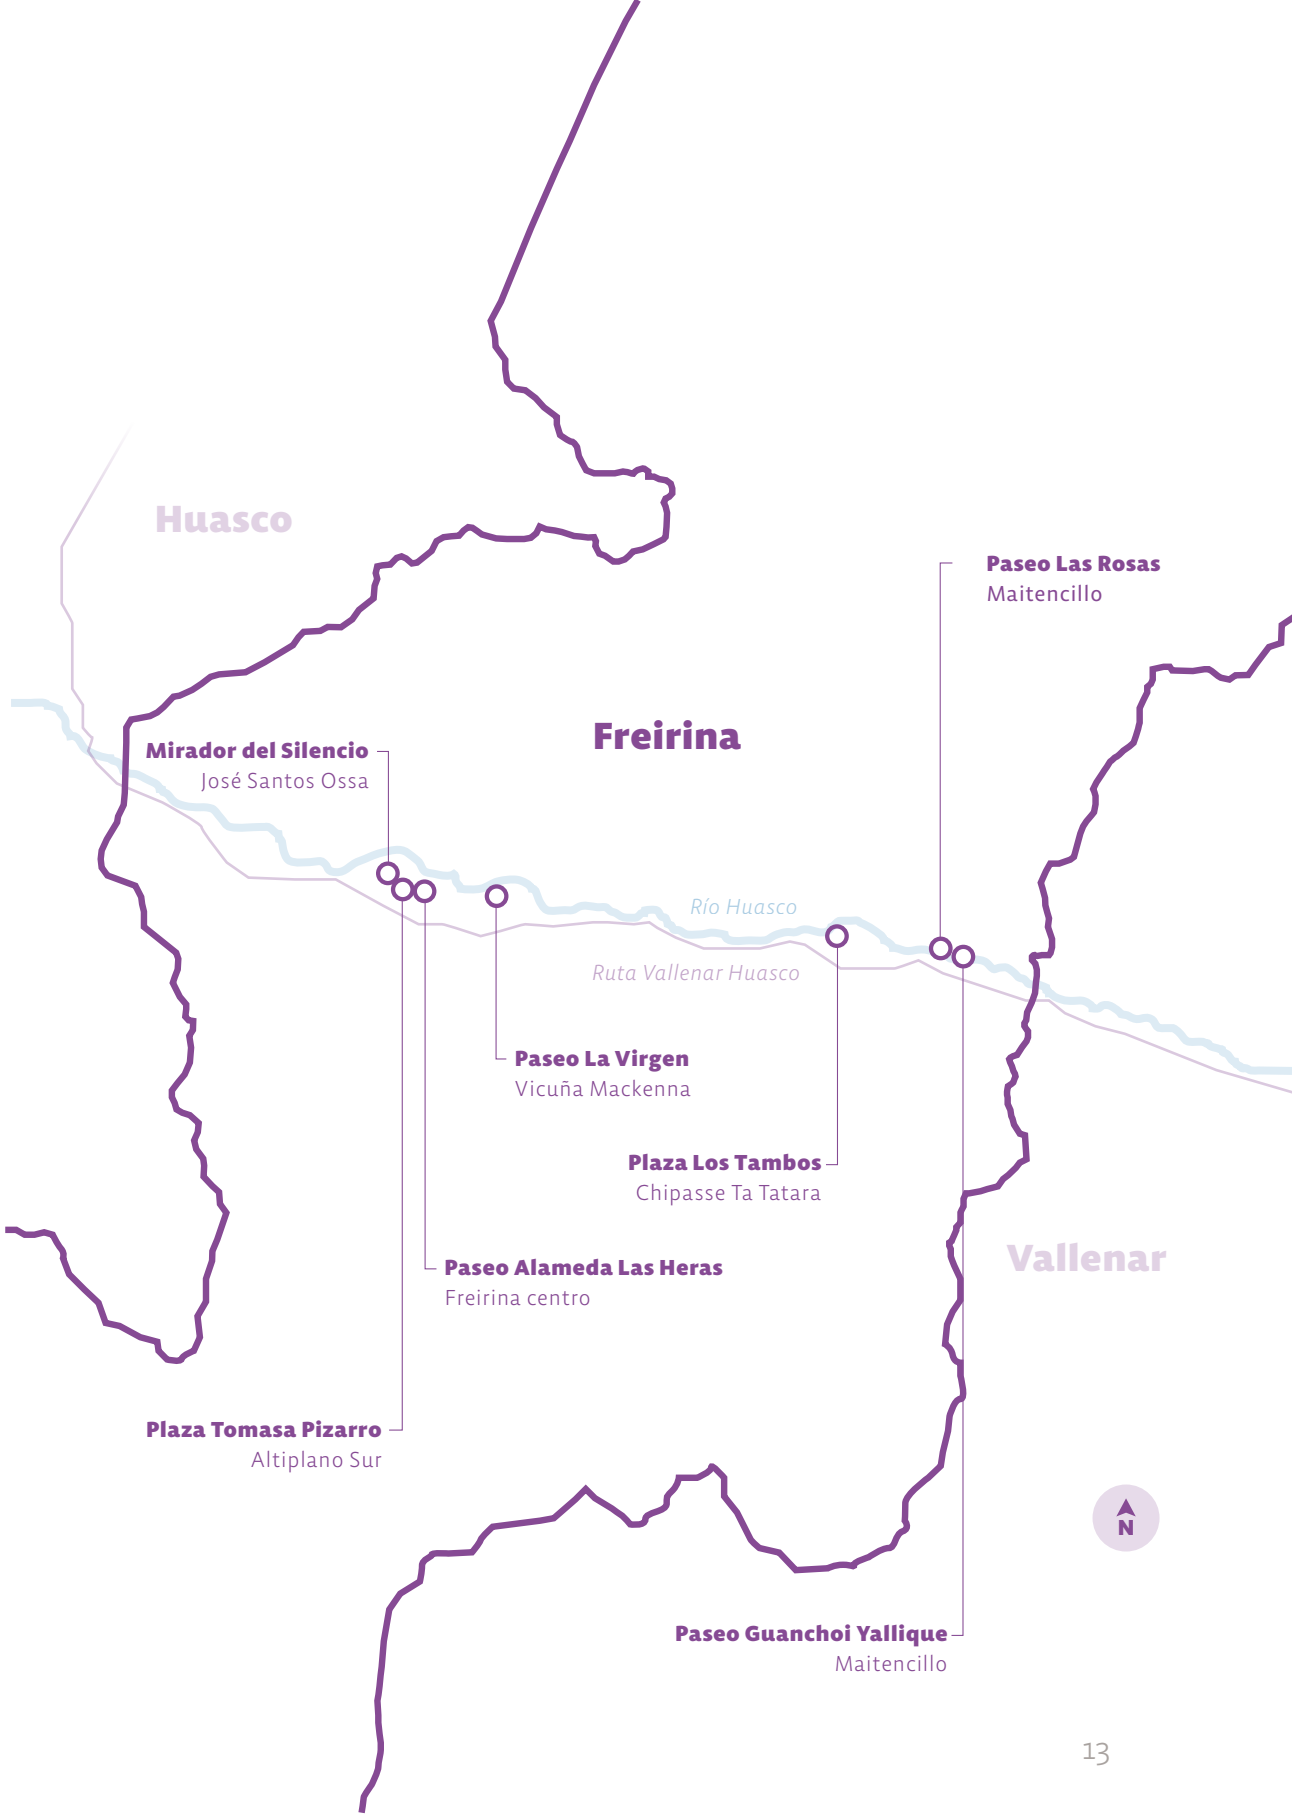 Huasco
Paseo Las Rosas
Maitencillo
Freirina
Mirador del Silencio
José Santos Ossa
Río Huasco
Ruta Vallenar Huasco
Paseo La Virgen
Vicuña Mackenna
Plaza Los Tambos
Chipasse Ta Tatara
Vallenar
Paseo Alameda Las Heras
Freirina centro
Plaza Tomasa Pizarro
Altiplano Sur
N
Paseo Guanchoi Yallique
Maitencillo
13